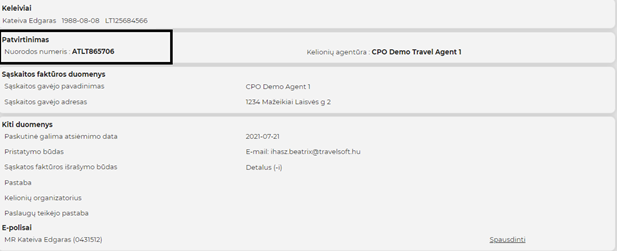 Keleiviai
Kateiva Edgaras 1988-08-08 LT125684566
Patvirtinimas
Nuorodos numeris : ATLT865706 Kelionių agentūra : CPO Demo Travel Agent 1
Sąskaitos faktūros duomenys
Sąskaitos gavėjo pavadinimas CPO Demo Agent 1
Sąskaitos gavėjo adresas 1234 Mažeikiai Laisvės g 2
Kiti duomenys
Paskutinė galima atsiėmimo data 2021-07-21
Pristatymo būdas E-mail: ihasz.beatrix@travelsoft.hu
Sąskaitos faktūros išrašymo būdas Detalus (-i)
Pastaba
Kelionių organizatorius
Paslaugų teikėjo pastaba
E-polisai
MR Kateiva Edgaras (0431512) Spausdinti